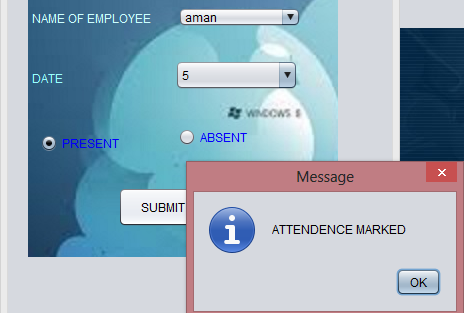 NAME OF EMPLOYEE
aman
DATE
5
WINDOWS 8
PRESENT
ABSENT
SUBMIT
Message
ATTENDENCE MARKED
OK